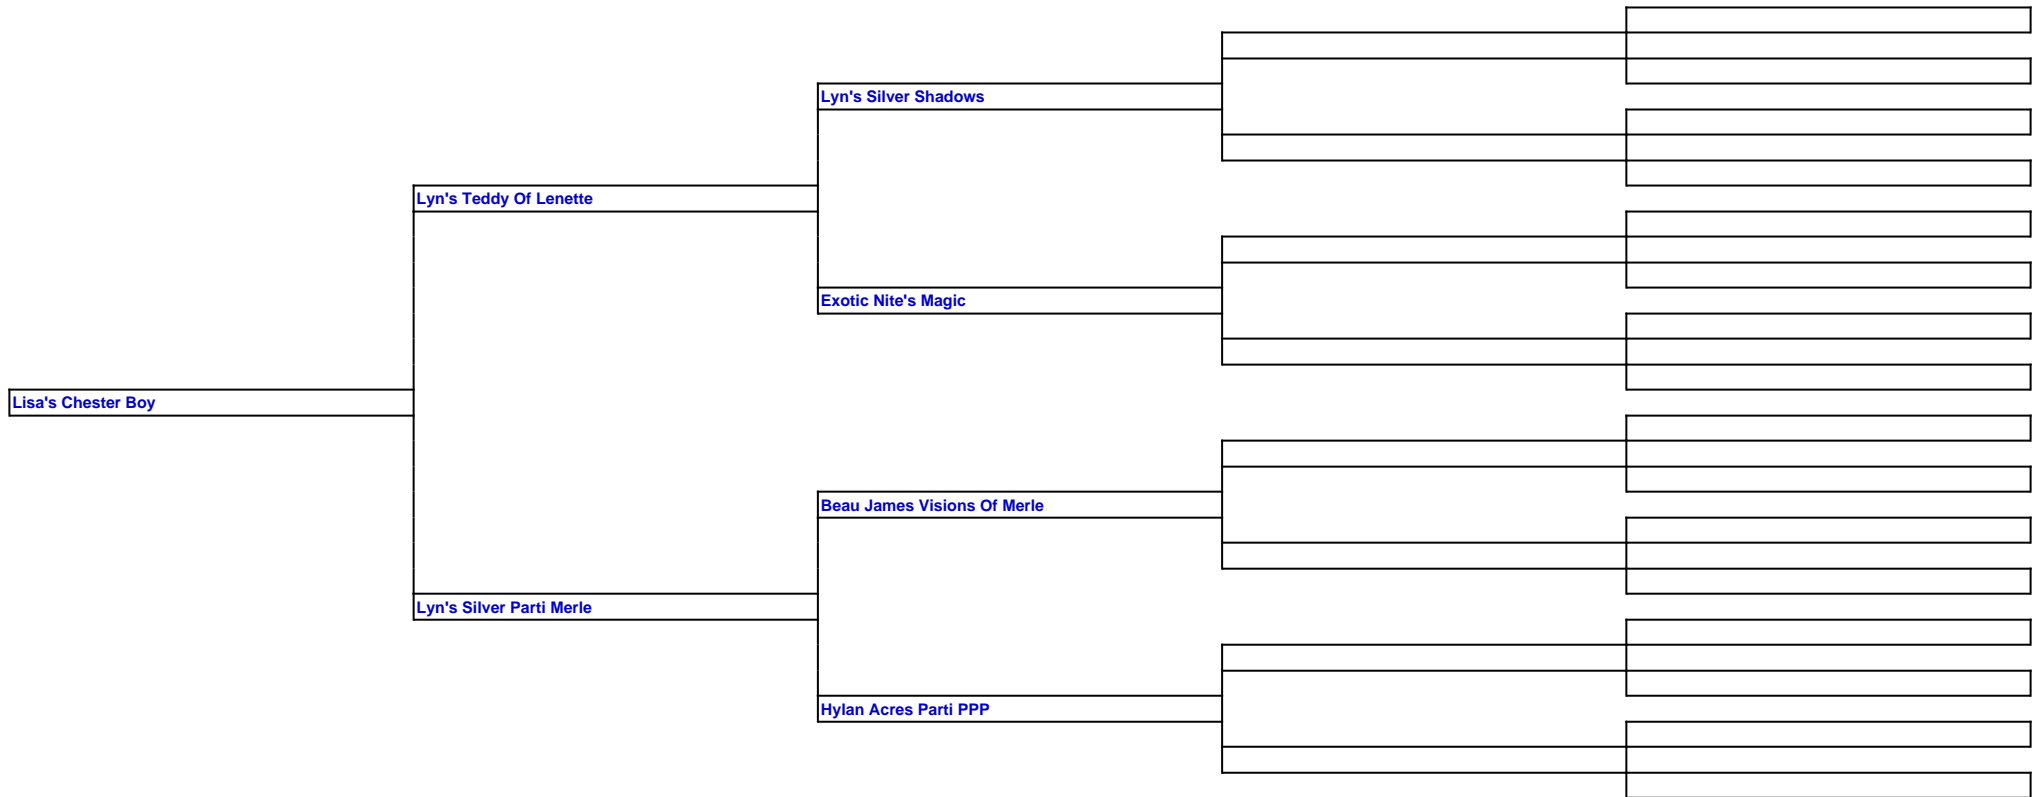 Lyn's Silver Shadows
Lyn's Teddy Of Lenette
Exotic Nite's Magic
Lisa's Chester Boy
Beau James Visions Of Merle
Lyn's Silver Parti Merle
Hylan Acres Parti PPP